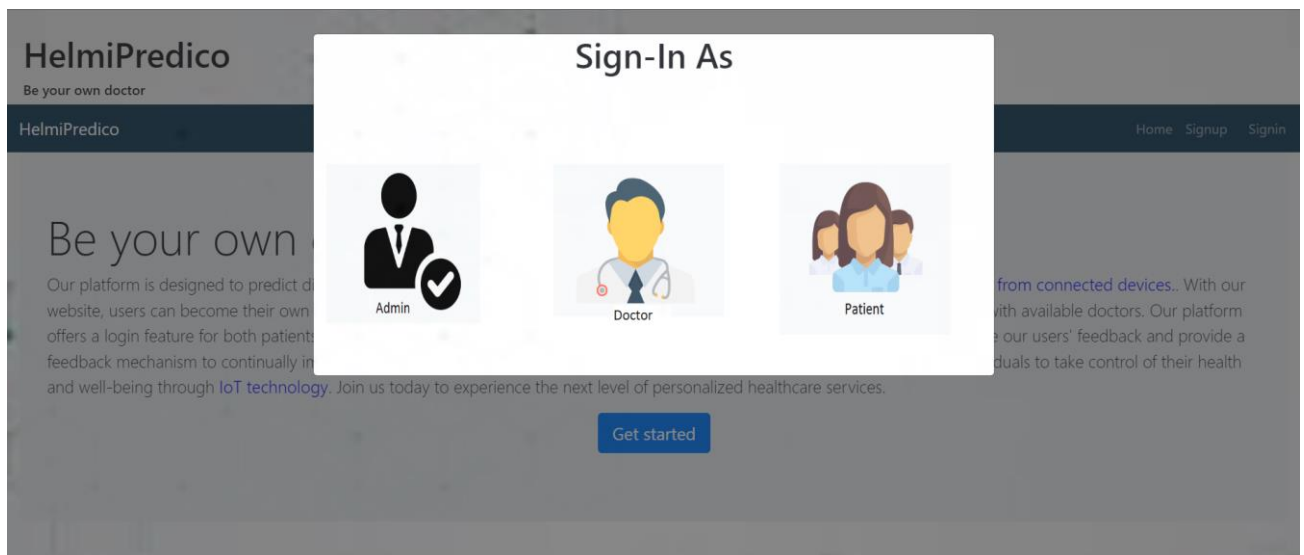 HelmiPredico
Be your own doctor
Sign-In As
HelmiPredico
Home Signup Signin
Admin
Doctor
Patient
Be your own
Our platform is designed to predict from connected devices.. With our
website, users can become their own with available doctors. Our platform
offers a login feature for both patients our users' feedback and provide a
feedback mechanism to continually to take control of their health
and well-being through IoT technology. Join us today to experience the next level of personalized healthcare services.
Get started